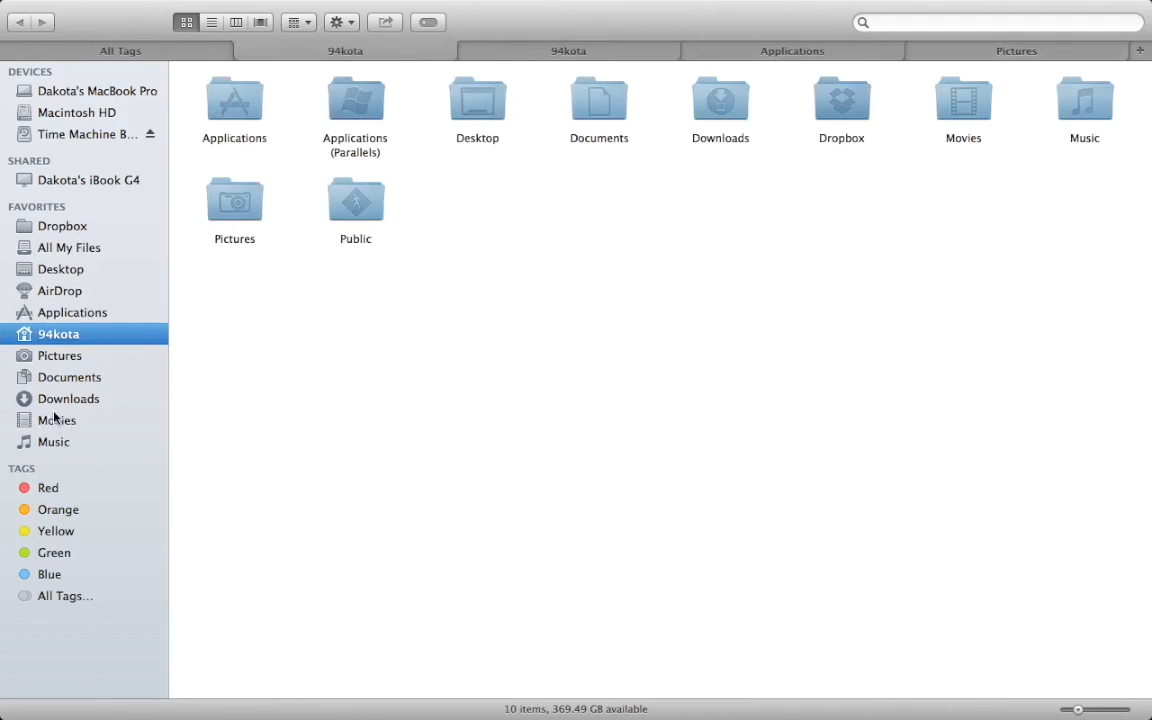 All Tags
94kota
94kota
Applications
Pictures
+
DEVICES
Dakota's MacBook Pro
Macintosh HD
Time Machine B...
SHARED
Dakota's iBook G4
FAVORITES
Dropbox
All My Files
Desktop
AirDrop
Applications
94kota
Pictures
Documents
Downloads
Movies
Music
TAGS
Red
Orange
Yellow
Green
Blue
All Tags...
Applications
Applications
(Parallels)
Desktop
Documents
Downloads
Dropbox
Movies
Music
Pictures
Public
10 items, 369.49 GB available